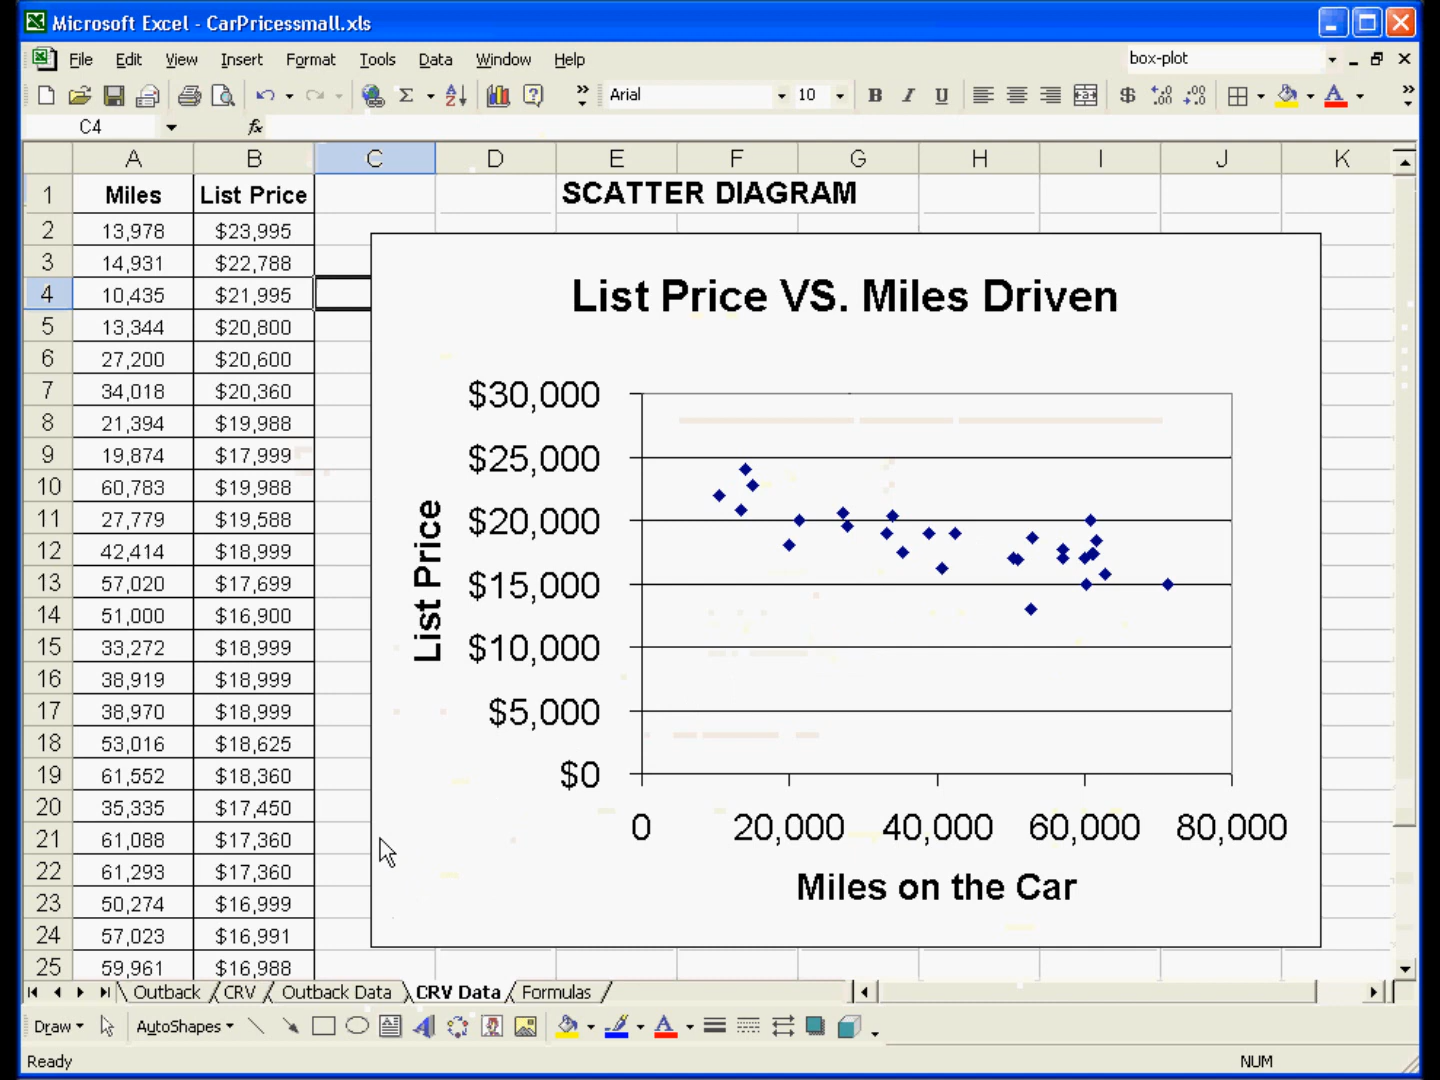 Microsoft Excel - CarPricessmall.xls
File Edit View Insert Format Tools Data Window Help box-plot
Arial 10 B I U $
C4 fx
A B C D E F G H I J K
1 Miles List Price SCATTER DIAGRAM
2 13,978 $23,995
3 14,931 $22,788
4 10,435 $21,995
5 13,344 $20,800
6 27,200 $20,600
7 34,018 $20,360
8 21,394 $19,988
9 19,874 $17,999
10 60,783 $19,988
11 27,779 $19,588
12 42,414 $18,999
13 57,020 $17,699
14 51,000 $16,900
15 33,272 $18,999
16 38,919 $18,999
17 38,970 $18,999
18 53,016 $18,625
19 61,552 $18,360
20 35,335 $17,450
21 61,088 $17,360
22 61,293 $17,360
23 50,274 $16,999
24 57,023 $16,991
25 59,961 $16,988
List Price VS. Miles Driven
$30,000
$25,000
$20,000
$15,000
$10,000
$5,000
$0
List Price
0 20,000 40,000 60,000 80,000
Miles on the Car
Outback CRV Outback Data CRV Data Formulas
Draw AutoShapes A A
Ready NUM